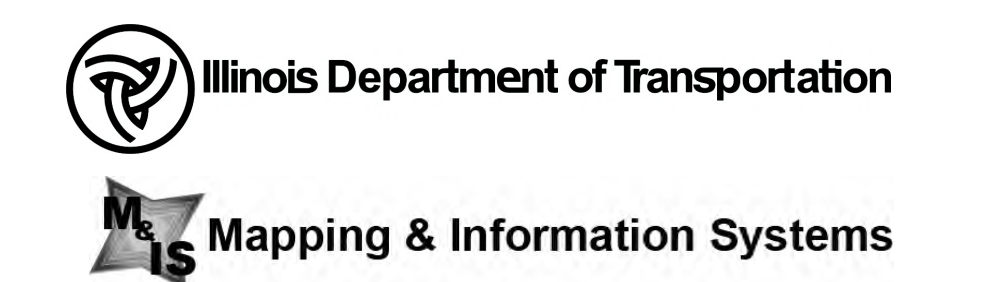 Illinois Department of Transportation
M
&
IS
Mapping & Information Systems